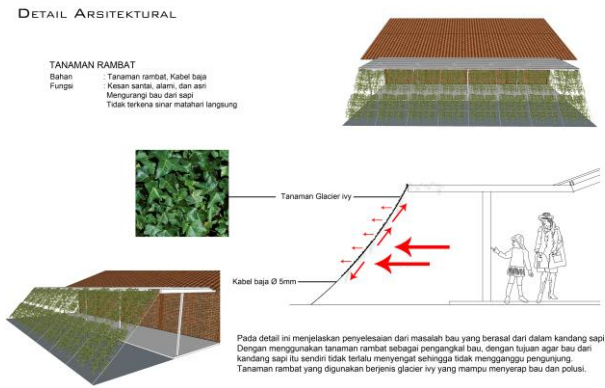 DETAIL ARSITEKTURAL
TANAMAN RAMBAT
Bahan : Tanaman rambat, Kabel baja
Fungsi : Kesan santai, alami, dan asri
Mengurangi bau dari sapi
Tidak terkena sinar matahari langsung
Tanaman Glacier ivy
Kabel baja Ø 5mm
Pada detail ini menjelaskan penyelesaian dari masalah bau yang berasal dari dalam kandang sapi
Dengan menggunakan tanaman rambat sebagai pengangkal bau, dengan tujuan agar bau dari
kandang sapi itu sendiri tidak terlalu menyengat sehingga tidak mengganggu pengunjung.
Tanaman rambat yang digunakan berjenis glacier ivy yang mampu menyerap bau dan polusi.